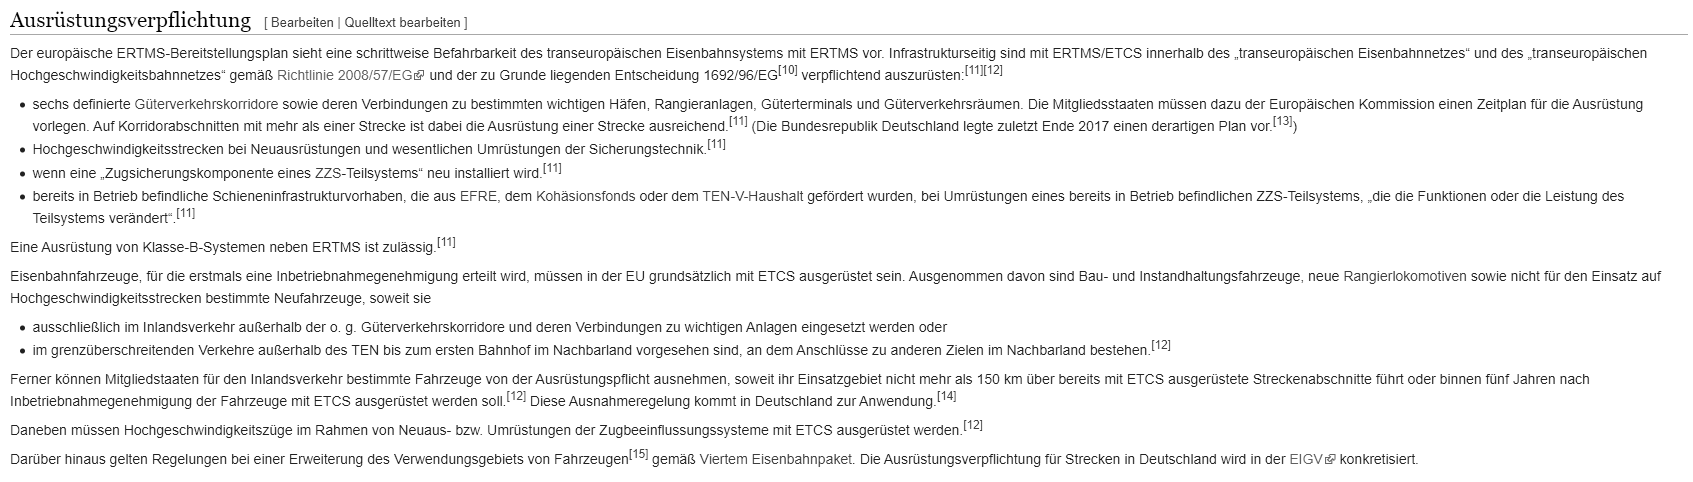 Ausrüstungsverpflichtung [ Bearbeiten | Quelltext bearbeiten ]
Der europäische ERTMS-Bereitstellungsplan sieht eine schrittweise Befahrbarkeit des transeuropäischen Eisenbahnsystems mit ERTMS vor. Infrastrukturseitig sind mit ERTMS/ETCS innerhalb des „transeuropäischen Eisenbahnnetzes“ und des „transeuropäischen
Hochgeschwindigkeitsbahnnetzes“ gemäß Richtlinie 2008/57/EG und der zu Grunde liegenden Entscheidung 1692/96/EG[10] verpflichtend auszurüsten:[11][12]
• sechs definierte Güterverkehrskorridore sowie deren Verbindungen zu bestimmten wichtigen Häfen, Rangieranlagen, Güterterminals und Güterverkehrsräumen. Die Mitgliedsstaaten müssen dazu der Europäischen Kommission einen Zeitplan für die Ausrüstung
vorlegen. Auf Korridorabschnitten mit mehr als einer Strecke ist dabei die Ausrüstung einer Strecke ausreichend.[11] (Die Bundesrepublik Deutschland legte zuletzt Ende 2017 einen derartigen Plan vor.[13])
• Hochgeschwindigkeitsstrecken bei Neuausrüstungen und wesentlichen Umrüstungen der Sicherungstechnik.[11]
• wenn eine „Zugsicherungskomponente eines ZZS-Teilsystems“ neu installiert wird.[11]
• bereits in Betrieb befindliche Schieneninfrastrukturvorhaben, die aus EFRE, dem Kohäsionsfonds oder dem TEN-V-Haushalt gefördert wurden, bei Umrüstungen eines bereits in Betrieb befindlichen ZZS-Teilsystems, „die die Funktionen oder die Leistung des
Teilsystems verändert“.[11]
Eine Ausrüstung von Klasse-B-Systemen neben ERTMS ist zulässig.[11]
Eisenbahnfahrzeuge, für die erstmals eine Inbetriebnahmegenehmigung erteilt wird, müssen in der EU grundsätzlich mit ETCS ausgerüstet sein. Ausgenommen davon sind Bau- und Instandhaltungsfahrzeuge, neue Rangierlokomotiven sowie nicht für den Einsatz auf
Hochgeschwindigkeitsstrecken bestimmte Neufahrzeuge, soweit sie
• ausschließlich im Inlandsverkehr außerhalb der o. g. Güterverkehrskorridore und deren Verbindungen zu wichtigen Anlagen eingesetzt werden oder
• im grenzüberschreitenden Verkehre außerhalb des TEN bis zum ersten Bahnhof im Nachbarland vorgesehen sind, an dem Anschlüsse zu anderen Zielen im Nachbarland bestehen.[12]
Ferner können Mitgliedstaaten für den Inlandsverkehr bestimmte Fahrzeuge von der Ausrüstungspflicht ausnehmen, soweit ihr Einsatzgebiet nicht mehr als 150 km über bereits mit ETCS ausgerüstete Streckenabschnitte führt oder binnen fünf Jahren nach
Inbetriebnahmegenehmigung der Fahrzeuge mit ETCS ausgerüstet werden soll.[12] Diese Ausnahmeregelung kommt in Deutschland zur Anwendung.[14]
Daneben müssen Hochgeschwindigkeitszüge im Rahmen von Neuaus- bzw. Umrüstungen der Zugbeeinflussungssysteme mit ETCS ausgerüstet werden.[12]
Darüber hinaus gelten Regelungen bei einer Erweiterung des Verwendungsgebiets von Fahrzeugen[15] gemäß Viertem Eisenbahnpaket. Die Ausrüstungsverpflichtung für Strecken in Deutschland wird in der EIGV konkretisiert.